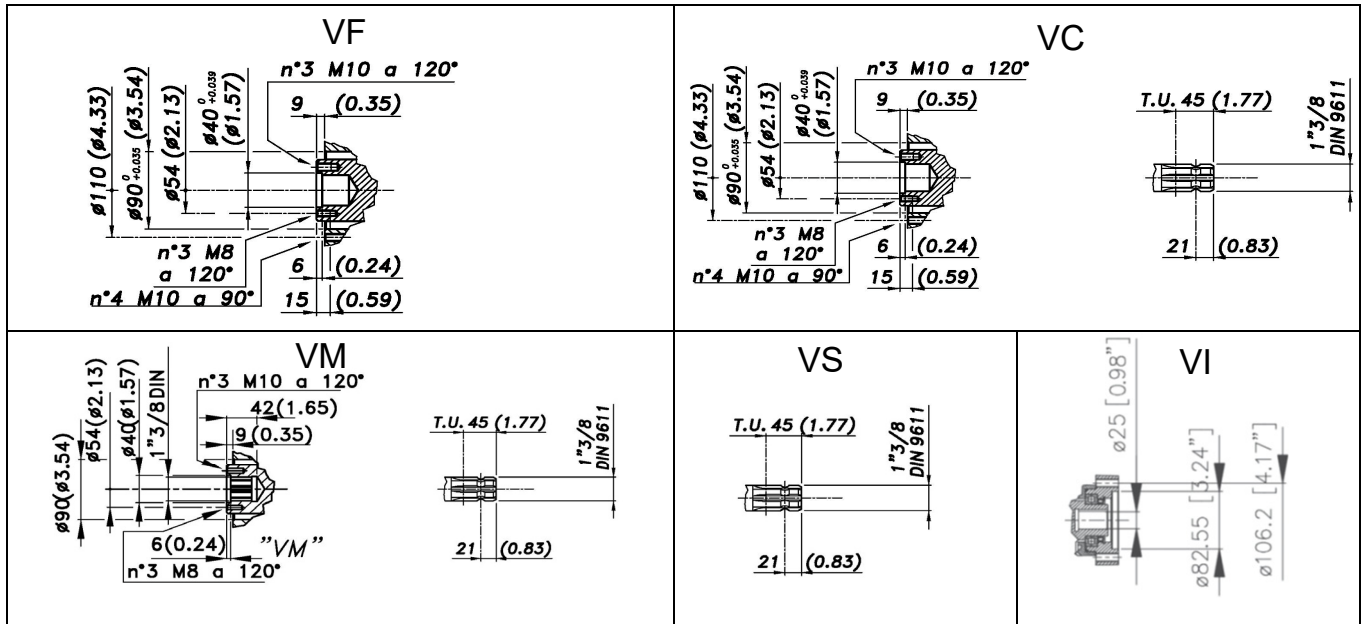 VF
n°3 M10 a 120°
9 (0.35)
ø110 (ø4.33)
ø90 0 +0.035 (ø3.54)
ø54 (ø2.13)
ø40 0 +0.039
(ø1.57)
n°3 M8
a 120°
6 (0.24)
n°4 M10 a 90°
15 (0.59)
VC
n°3 M10 a 120°
9 (0.35)
ø110 (ø4.33)
ø90 0 +0.035 (ø3.54)
ø54 (ø2.13)
ø40 0 +0.039
(ø1.57)
n°3 M8
a 120°
6 (0.24)
n°4 M10 a 90°
15 (0.59)
T.U. 45 (1.77)
1"3/8
DIN 9611
21 (0.83)
VM
n°3 M10 a 120°
42(1.65)
9(0.35)
ø90(ø3.54)
ø54(ø2.13)
ø40(ø1.57)
1"3/8DIN
6(0.24) "VM"
n°3 M8 a 120°
T.U. 45 (1.77)
1"3/8
DIN 9611
21 (0.83)
VS
T.U. 45 (1.77)
1"3/8
DIN 9611
21 (0.83)
VI
ø25 [0.98"]
ø82.55 [3.24"]
ø106.2 [4.17"]